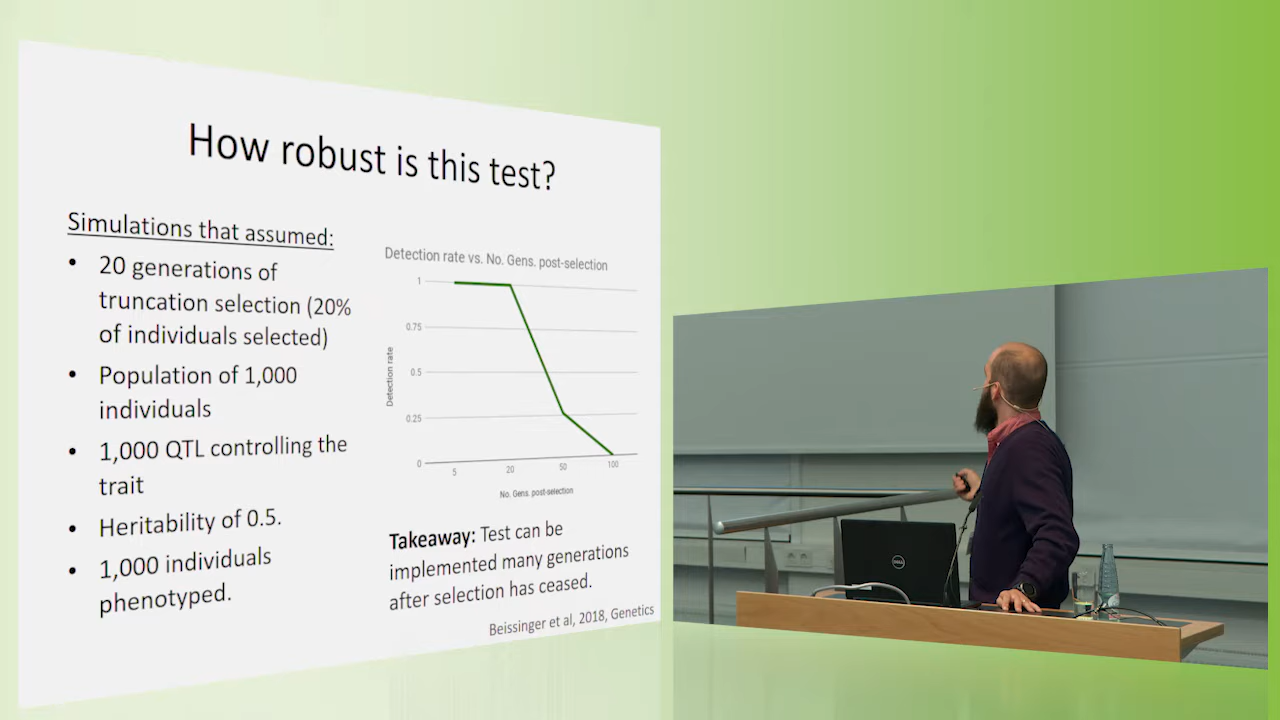 How robust is this test?
Simulations that assumed:
• 20 generations of
truncation selection (20%
of individuals selected)
• Population of 1,000
individuals
• 1,000 QTL controlling the
trait
• Heritability of 0.5.
• 1,000 individuals
phenotyped.
Detection rate vs. No. Gens. post-selection
Detection rate
1
0.75
0.5
0.25
0
5 20 50 100
No. Gens. post-selection
Takeaway: Test can be
implemented many generations
after selection has ceased.
Beissinger et al, 2018, Genetics
DELL